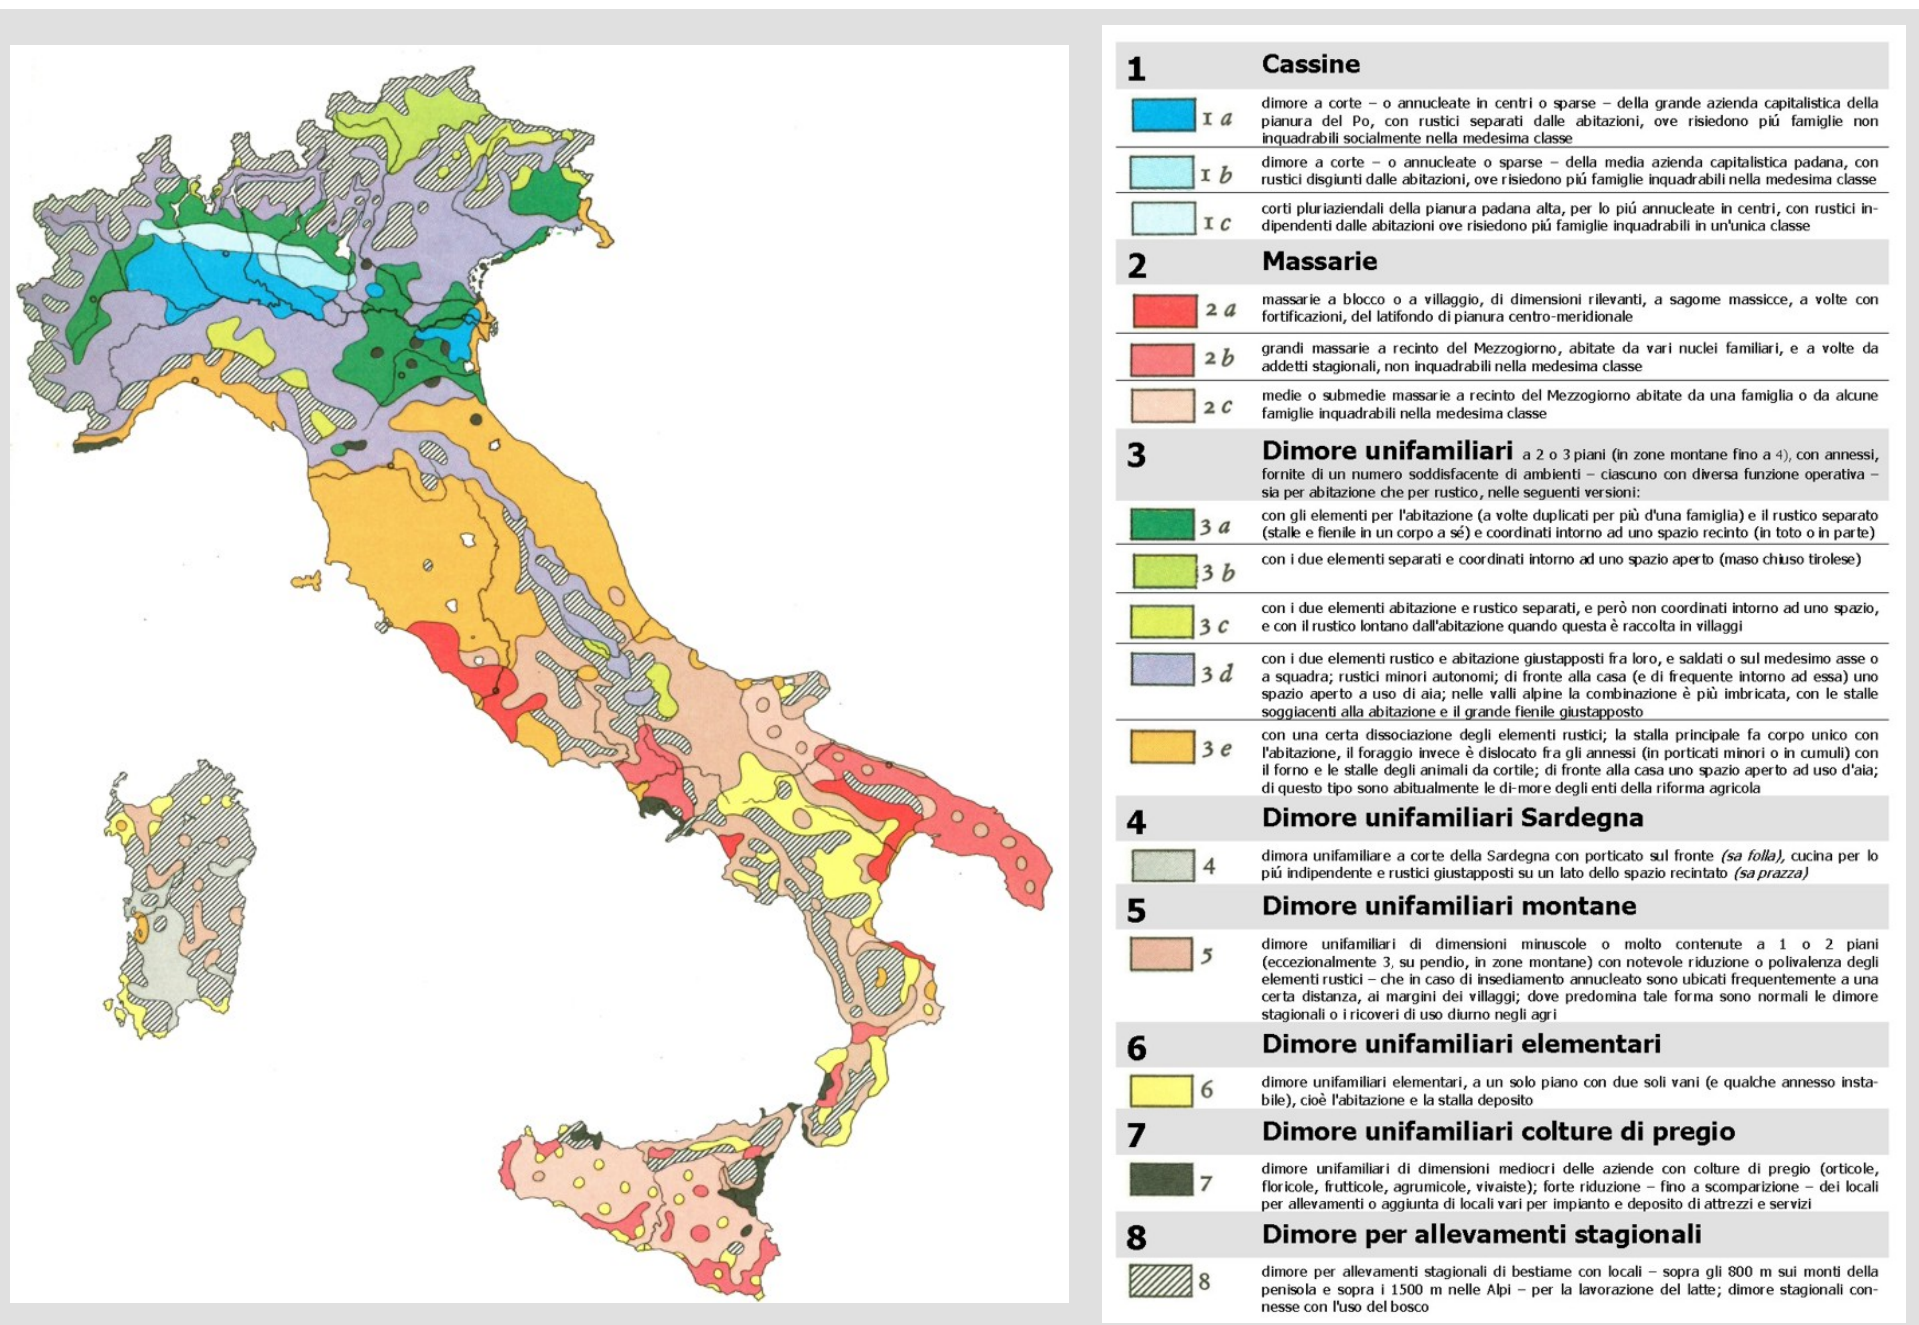 1 Cassine
1 a dimore a corte – o annucleate in centri o sparse – della grande azienda capitalistica della
pianura del Po, con rustici separati dalle abitazioni, ove risiedono piú famiglie non
inquadrabili socialmente nella medesima classe
1 b dimore a corte – o annucleate o sparse – della media azienda capitalistica padana, con
rustici disgiunti dalle abitazioni, ove risiedono piú famiglie inquadrabili nella medesima classe
1 c corti pluriaziendali della pianura padana alta, per lo piú annucleate in centri, con rustici in-
dipendenti dalle abitazioni ove risiedono piú famiglie inquadrabili in un'unica classe
2 Massarie
2 a massarie a blocco o a villaggio, di dimensioni rilevanti, a sagome massicce, a volte con
fortificazioni, del latifondo di pianura centro-meridionale
2 b grandi massarie a recinto del Mezzogiorno, abitate da vari nuclei familiari, e a volte da
addetti stagionali, non inquadrabili nella medesima classe
2 c medie o submedie massarie a recinto del Mezzogiorno abitate da una famiglia o da alcune
famiglie inquadrabili nella medesima classe
3 Dimore unifamiliari a 2 o 3 piani (in zone montane fino a 4), con annessi,
fornite di un numero soddisfacente di ambienti – ciascuno con diversa funzione operativa –
sia per abitazione che per rustico, nelle seguenti versioni:
3 a con gli elementi per l'abitazione (a volte duplicati per più d'una famiglia) e il rustico separato
(stalle e fienile in un corpo a sé) e coordinati intorno ad uno spazio recinto (in toto o in parte)
3 b con i due elementi separati e coordinati intorno ad uno spazio aperto (maso chiuso tirolese)
3 c con i due elementi abitazione e rustico separati, e però non coordinati intorno ad uno spazio,
e con il rustico lontano dall'abitazione quando questa è raccolta in villaggi
3 d con i due elementi rustico e abitazione giustapposti fra loro, e saldati o sul medesimo asse o
a squadra; rustici minori autonomi; di fronte alla casa (e di frequente intorno ad essa) uno
spazio aperto a uso di aia; nelle valli alpine la combinazione è più imbricata, con le stalle
soggiacenti alla abitazione e il grande fienile giustapposto
3 e con una certa dissociazione degli elementi rustici; la stalla principale fa corpo unico con
l'abitazione, il foraggio invece è dislocato fra gli annessi (in porticati minori o in cumuli) con
il forno e le stalle degli animali da cortile; di fronte alla casa uno spazio aperto ad uso d'aia;
di questo tipo sono abitualmente le di-more degli enti della riforma agricola
4 Dimore unifamiliari Sardegna
4 dimora unifamiliare a corte della Sardegna con porticato sul fronte (sa folla), cucina per lo
piú indipendente e rustici giustapposti su un lato dello spazio recintato (sa prazza)
5 Dimore unifamiliari montane
5 dimore unifamiliari di dimensioni minuscole o molto contenute a 1 o 2 piani
(eccezionalmente 3, su pendio, in zone montane) con notevole riduzione o polivalenza degli
elementi rustici – che in caso di insediamento annucleato sono ubicati frequentemente a una
certa distanza, ai margini dei villaggi; dove predomina tale forma sono normali le dimore
stagionali o i ricoveri di uso diurno negli agri
6 Dimore unifamiliari elementari
6 dimore unifamiliari elementari, a un solo piano con due soli vani (e qualche annesso insta-
bile), cioè l'abitazione e la stalla deposito
7 Dimore unifamiliari colture di pregio
7 dimore unifamiliari di dimensioni mediocri delle aziende con colture di pregio (orticole,
floricole, frutticole, agrumicole, vivaiste); forte riduzione – fino a scomparizione – dei locali
per allevamenti o aggiunta di locali vari per impianto e deposito di attrezzi e servizi
8 Dimore per allevamenti stagionali
8 dimore per allevamenti stagionali di bestiame con locali – sopra gli 800 m sui monti della
penisola e sopra i 1500 m nelle Alpi – per la lavorazione del latte; dimore stagionali con-
nesse con l'uso del bosco